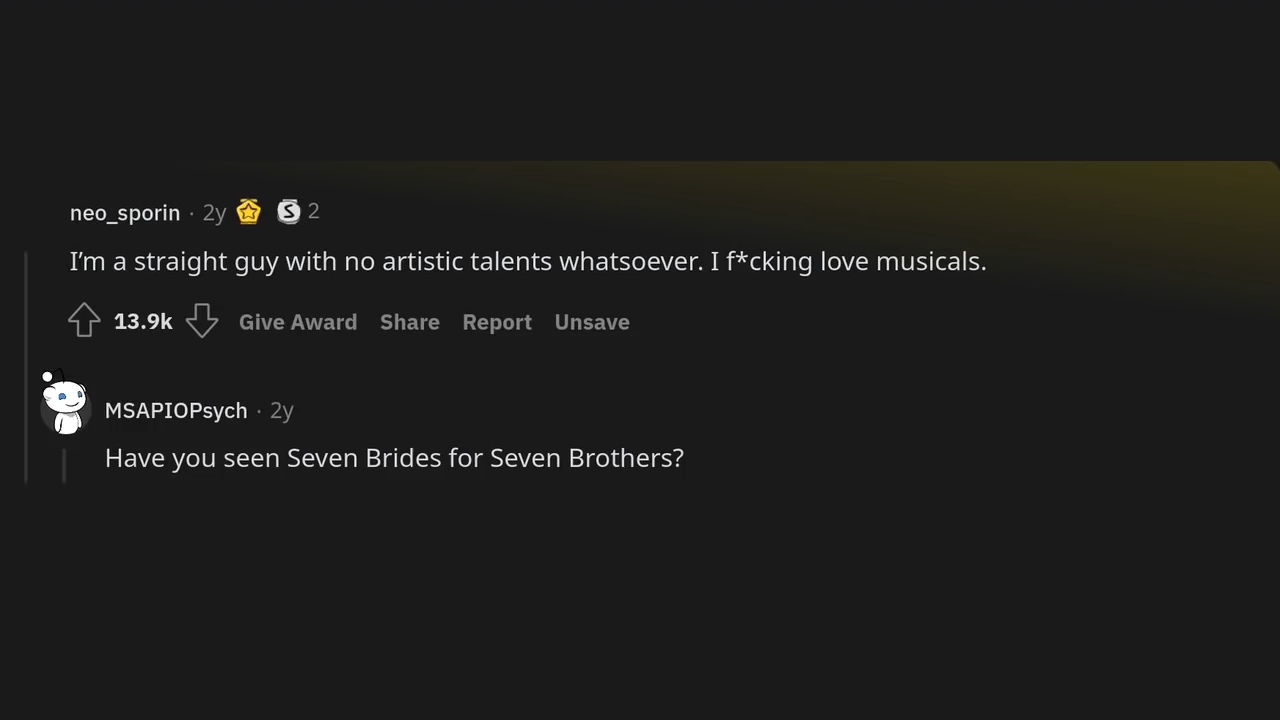 neo_sporin · 2y 2
I’m a straight guy with no artistic talents whatsoever. I f*cking love musicals.
13.9k Give Award Share Report Unsave
MSAPIOPsych · 2y
Have you seen Seven Brides for Seven Brothers?